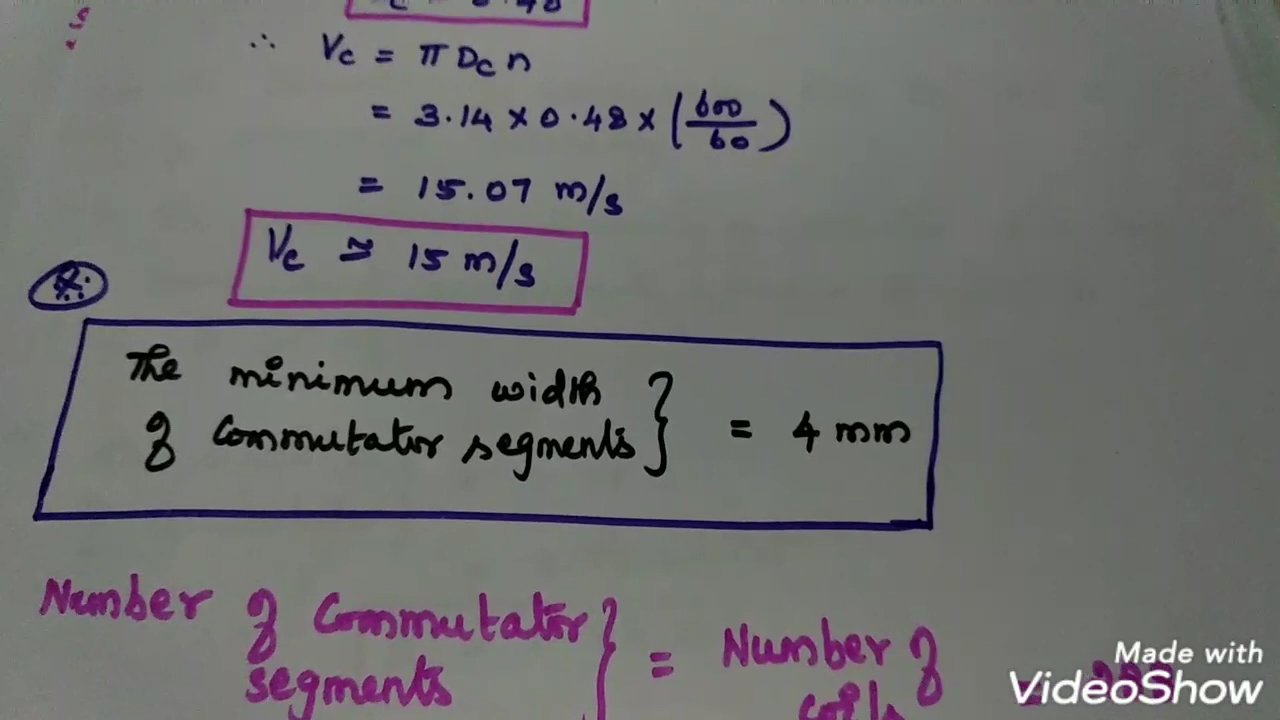 ∴ Vc = π Dc n
= 3.14 × 0.48 × (600/60)
= 15.07 m/s
Vc ≅ 15 m/s
The minimum width
of Commutator segments } = 4 mm
Number of Commutator
segments } = Number of
coils
Made with
VideoShow